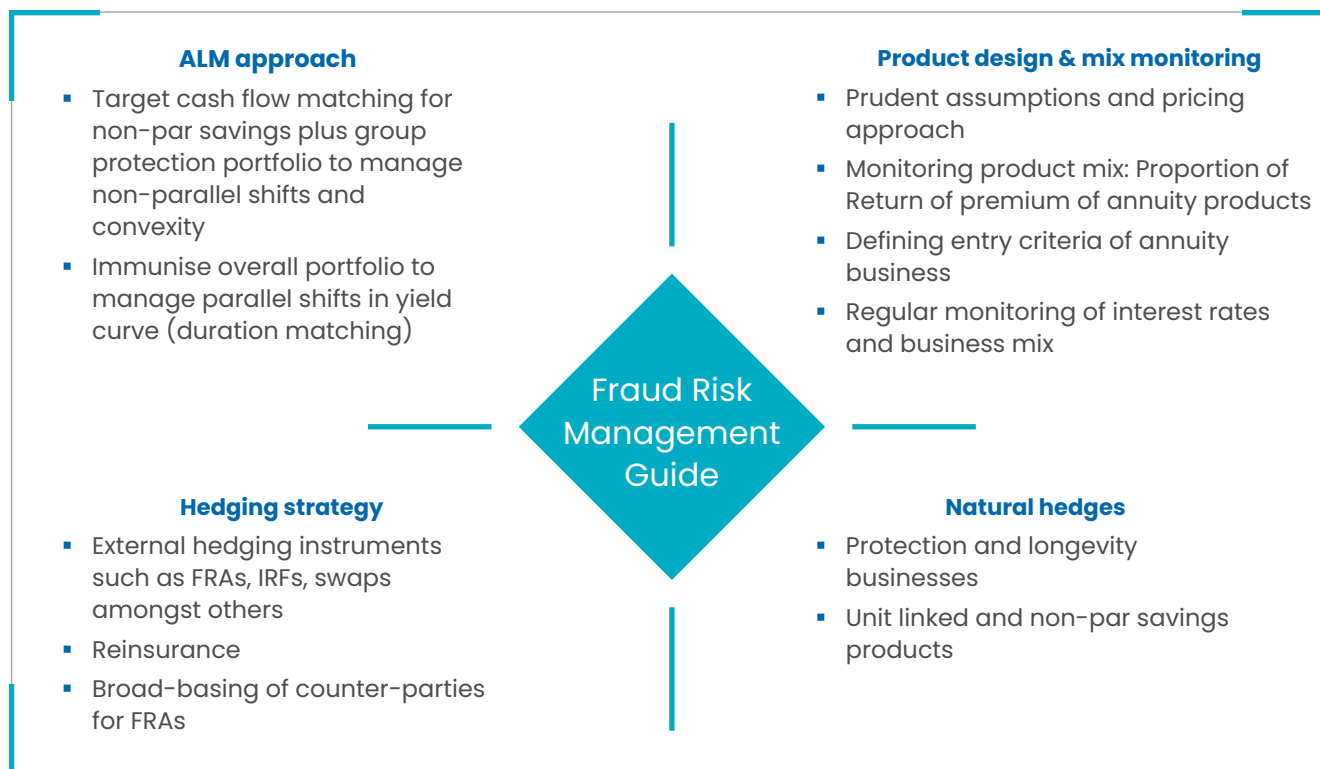 ALM approach
▪ Target cash flow matching for
non-par savings plus group
protection portfolio to manage
non-parallel shifts and
convexity
▪ Immunise overall portfolio to
manage parallel shifts in yield
curve (duration matching)
Product design & mix monitoring
▪ Prudent assumptions and pricing
approach
▪ Monitoring product mix: Proportion of
Return of premium of annuity products
▪ Defining entry criteria of annuity
business
▪ Regular monitoring of interest rates
and business mix
Fraud Risk
Management
Guide
Hedging strategy
▪ External hedging instruments
such as FRAs, IRFs, swaps
amongst others
▪ Reinsurance
▪ Broad-basing of counter-parties
for FRAs
Natural hedges
▪ Protection and longevity
businesses
▪ Unit linked and non-par savings
products